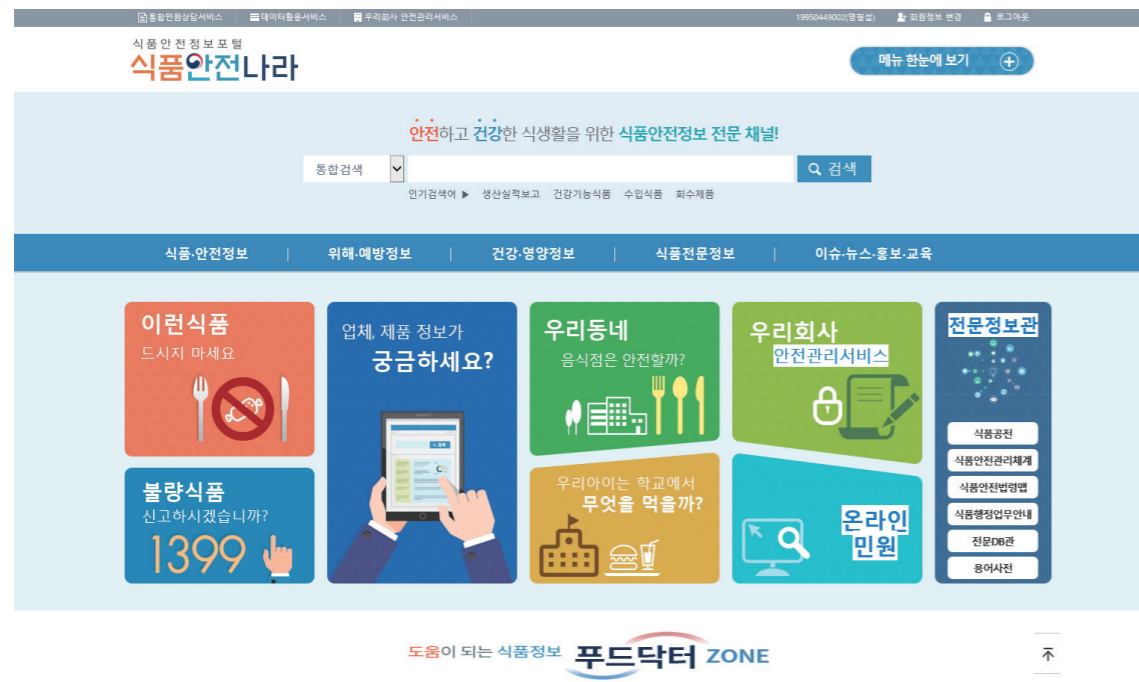 통합민원상담서비스 데이터활용서비스 우리회사 안전관리서비스 회원정보 변경 로그아웃
식품안전정보포털
식품안전나라
메뉴 한눈에 보기
안전하고 건강한 식생활을 위한 식품안전정보 전문 채널!
통합검색 검색
인기검색어 ▶ 생산실적보고 건강기능식품 수입식품 회수제품
식품·안전정보 | 위해·예방정보 | 건강·영양정보 | 식품전문정보 | 이슈·뉴스·홍보·교육
이런식품
드시지 마세요
불량식품
신고하시겠습니까?
1399
업체, 제품 정보가
궁금하세요?
검색
우리동네
음식점은 안전할까?
우리아이는 학교에서
무엇을 먹을까?
우리회사
안전관리서비스
온라인
민원
전문정보관
식품공전
식품안전관리체계
식품안전법령맵
식품행정업무안내
전문DB관
용어사전
도움이 되는 식품정보 푸드닥터 ZONE